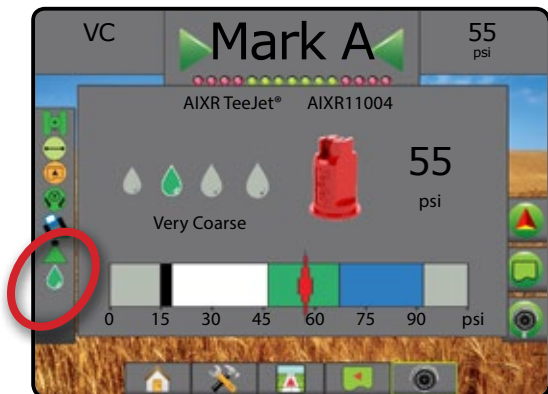 VC Mark A 55
psi
AIXR TeeJet® AIXR11004
55
psi
Very Coarse
0 15 30 45 60 75 90 psi